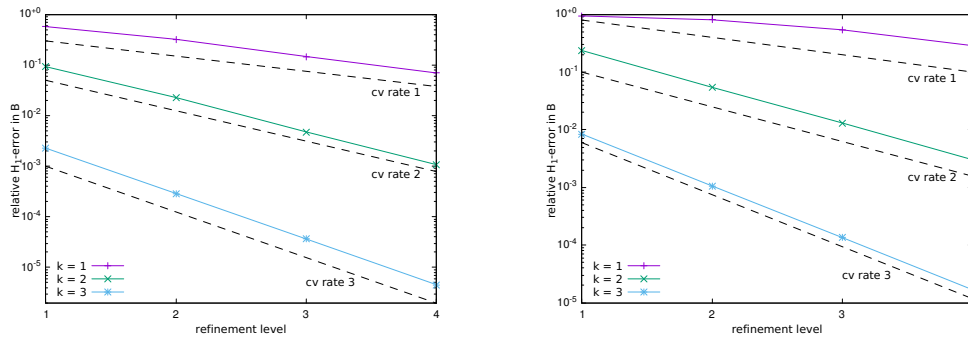 10^0
10^-1
10^-2
10^-3
10^-4
10^-5
relative H1-error in B
cv rate 1
cv rate 2
cv rate 3
k = 1
k = 2
k = 3
1 2 3 4
refinement level
10^0
10^-1
10^-2
10^-3
10^-4
10^-5
relative H1-error in B
cv rate 1
cv rate 2
cv rate 3
k = 1
k = 2
k = 3
1 2 3
refinement level